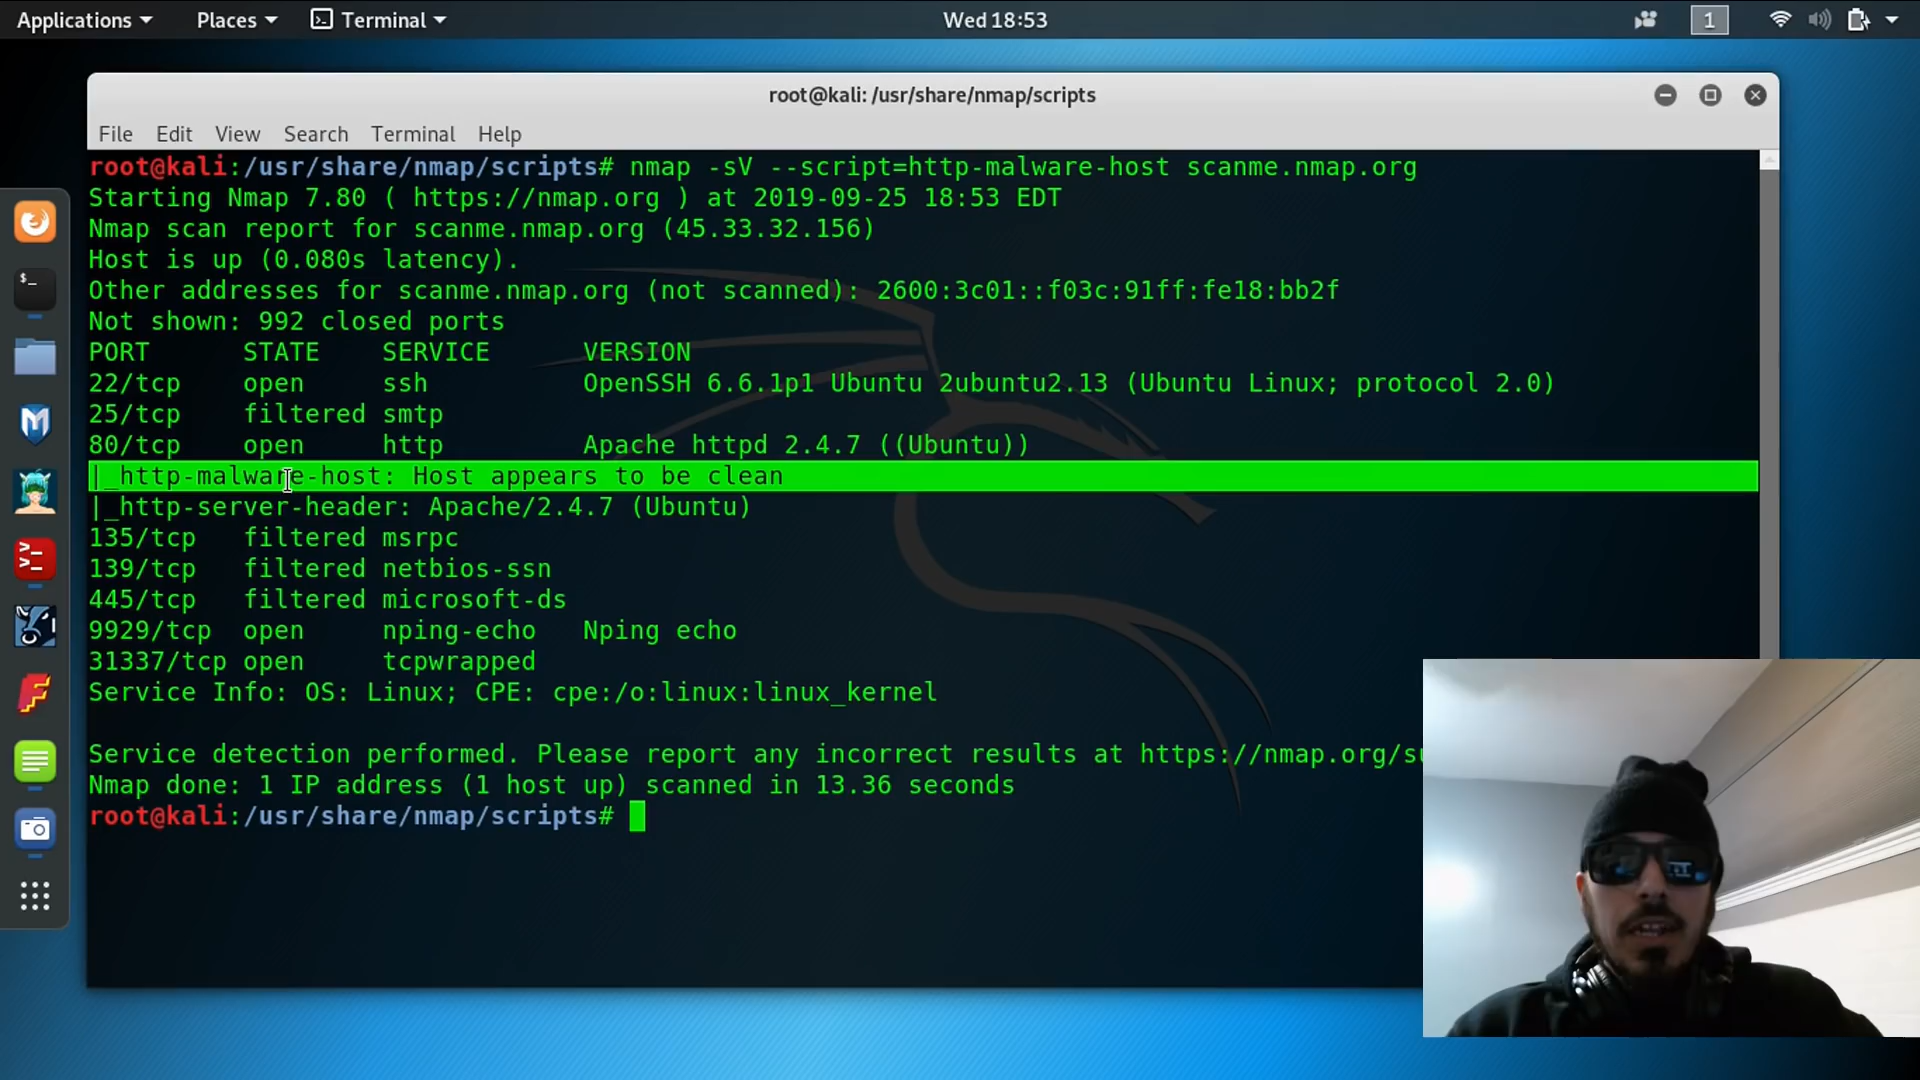 Applications Places Terminal Wed 18:53 1
root@kali: /usr/share/nmap/scripts
File Edit View Search Terminal Help
root@kali:/usr/share/nmap/scripts# nmap -sV --script=http-malware-host scanme.nmap.org
Starting Nmap 7.80 ( https://nmap.org ) at 2019-09-25 18:53 EDT
Nmap scan report for scanme.nmap.org (45.33.32.156)
Host is up (0.080s latency).
Other addresses for scanme.nmap.org (not scanned): 2600:3c01::f03c:91ff:fe18:bb2f
Not shown: 992 closed ports
PORT STATE SERVICE VERSION
22/tcp open ssh OpenSSH 6.6.1p1 Ubuntu 2ubuntu2.13 (Ubuntu Linux; protocol 2.0)
25/tcp filtered smtp
80/tcp open http Apache httpd 2.4.7 ((Ubuntu))
|_http-malware-host: Host appears to be clean
|_http-server-header: Apache/2.4.7 (Ubuntu)
135/tcp filtered msrpc
139/tcp filtered netbios-ssn
445/tcp filtered microsoft-ds
9929/tcp open nping-echo Nping echo
31337/tcp open tcpwrapped
Service Info: OS: Linux; CPE: cpe:/o:linux:linux_kernel
Service detection performed. Please report any incorrect results at https://nmap.org/su
Nmap done: 1 IP address (1 host up) scanned in 13.36 seconds
root@kali:/usr/share/nmap/scripts#